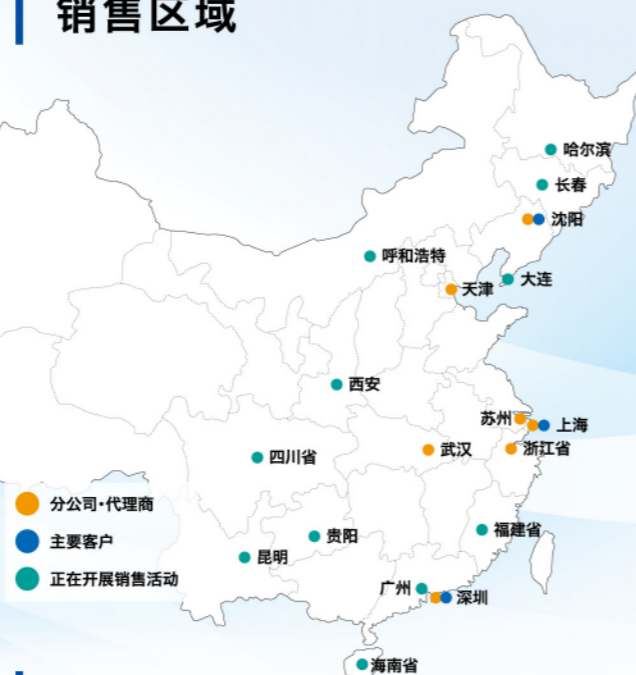 销售区域
哈尔滨
长春
沈阳
呼和浩特
大连
天津
西安
苏州
上海
武汉
浙江省
四川省
分公司·代理商
福建省
贵阳
主要客户
昆明
正在开展销售活动
广州
深圳
海南省